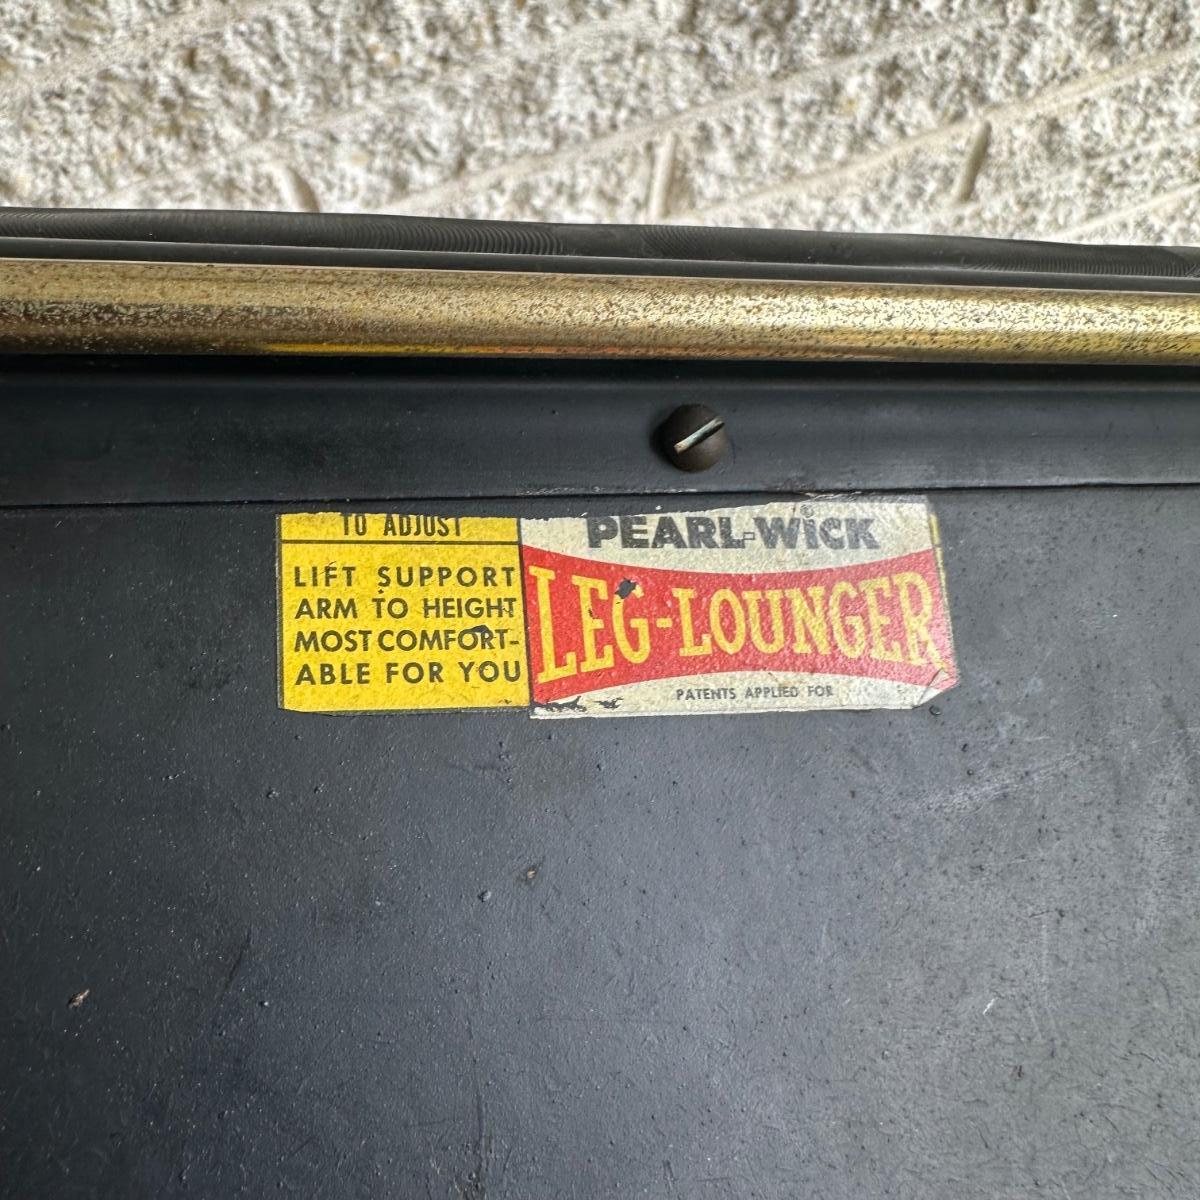 TO ADJUST
LIFT SUPPORT
ARM TO HEIGHT
MOST COMFORT-
ABLE FOR YOU
PEARL-WICK®
LEG-LOUNGER
PATENTS APPLIED FOR